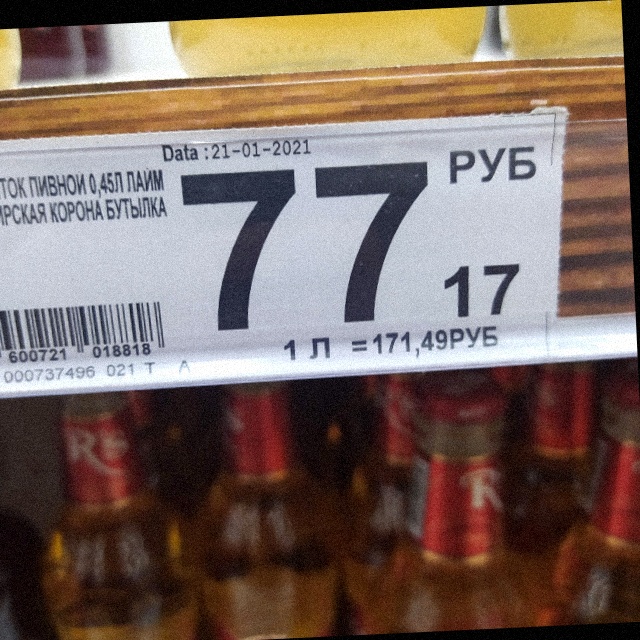 Data :21-01-2021
ТОК ПИВНОЙ 0,45Л ЛАЙМ
ИРСКАЯ КОРОНА БУТЫЛКА
77
РУБ
17
1 Л =171,49РУБ
600721 018818
000737496 021 Т А